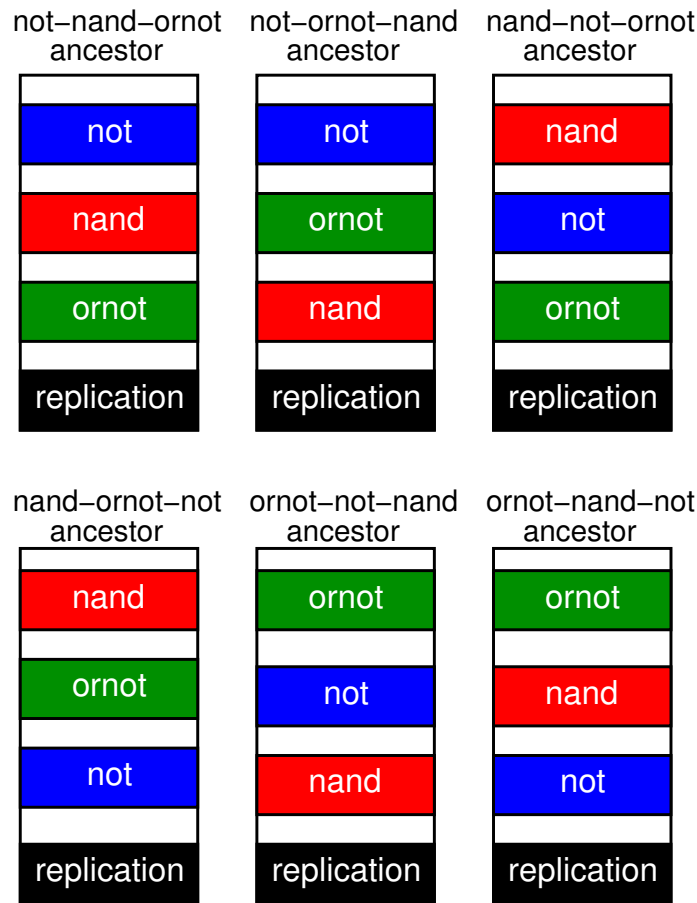 not−nand−ornot
ancestor
not
nand
ornot
replication
not−ornot−nand
ancestor
not
ornot
nand
replication
nand−not−ornot
ancestor
nand
not
ornot
replication
nand−ornot−not
ancestor
nand
ornot
not
replication
ornot−not−nand
ancestor
ornot
not
nand
replication
ornot−nand−not
ancestor
ornot
nand
not
replication